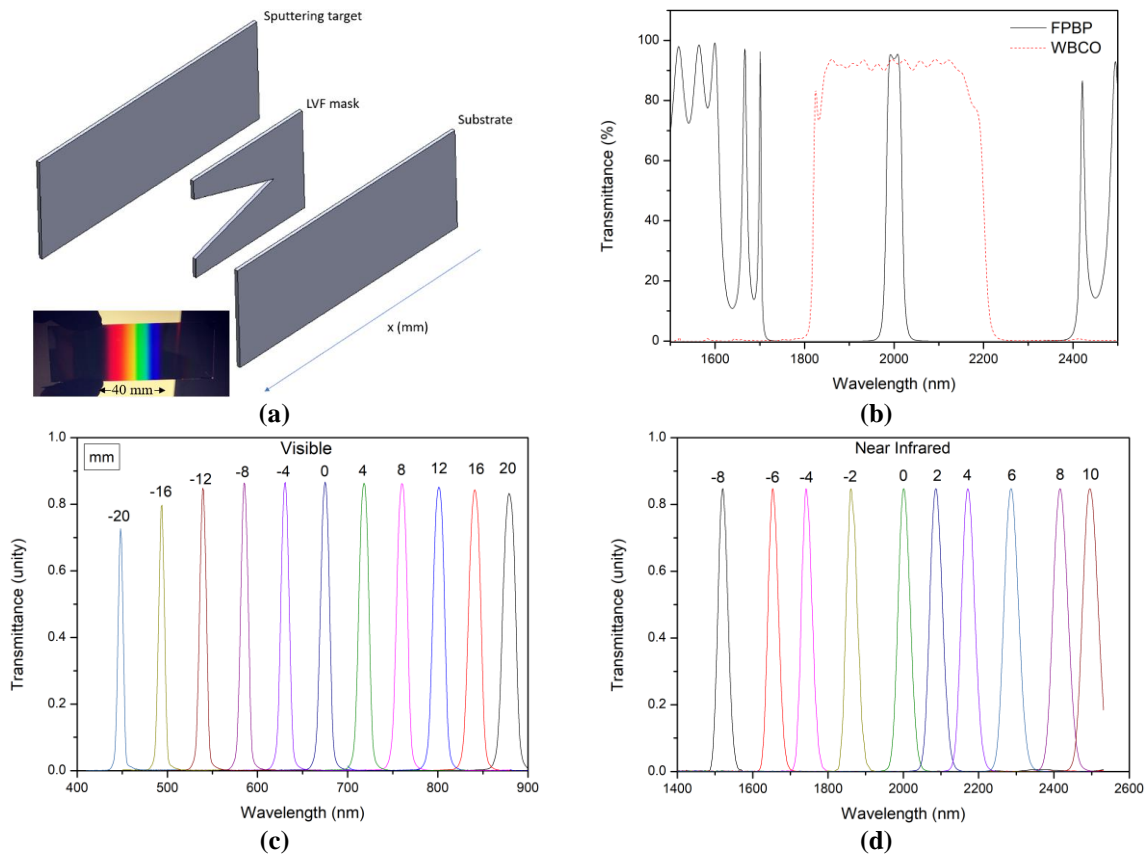 Sputtering target
LVF mask
Substrate
x (mm)
40 mm
(a)
FPBP
WBCO
100
80
60
40
20
0
1600 1800 2000 2200 2400
Transmittance (%)
Wavelength (nm)
(b)
mm
Visible
-20 -16 -12 -8 -4 0 4 8 12 16 20
1.0
0.8
0.6
0.4
0.2
0.0
400 500 600 700 800 900
Transmittance (unity)
Wavelength (nm)
(c)
Near Infrared
-8 -6 -4 -2 0 2 4 6 8 10
1.0
0.8
0.6
0.4
0.2
0.0
1400 1600 1800 2000 2200 2400 2600
Transmittance (unity)
Wavelength (nm)
(d)